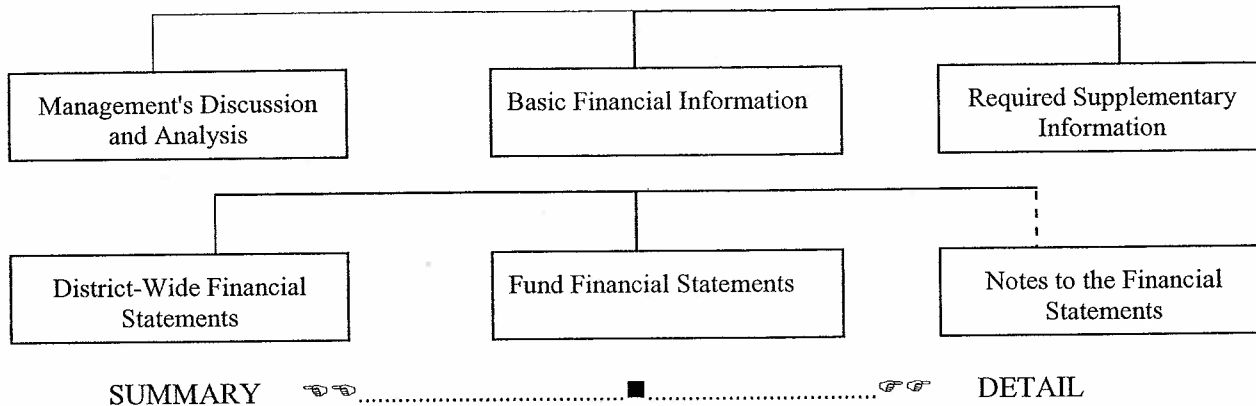 Management's Discussion
and Analysis
Basic Financial Information
Required Supplementary
Information
District-Wide Financial
Statements
Fund Financial Statements
Notes to the Financial
Statements
SUMMARY ☜☜........................................■.................................☞☞ DETAIL